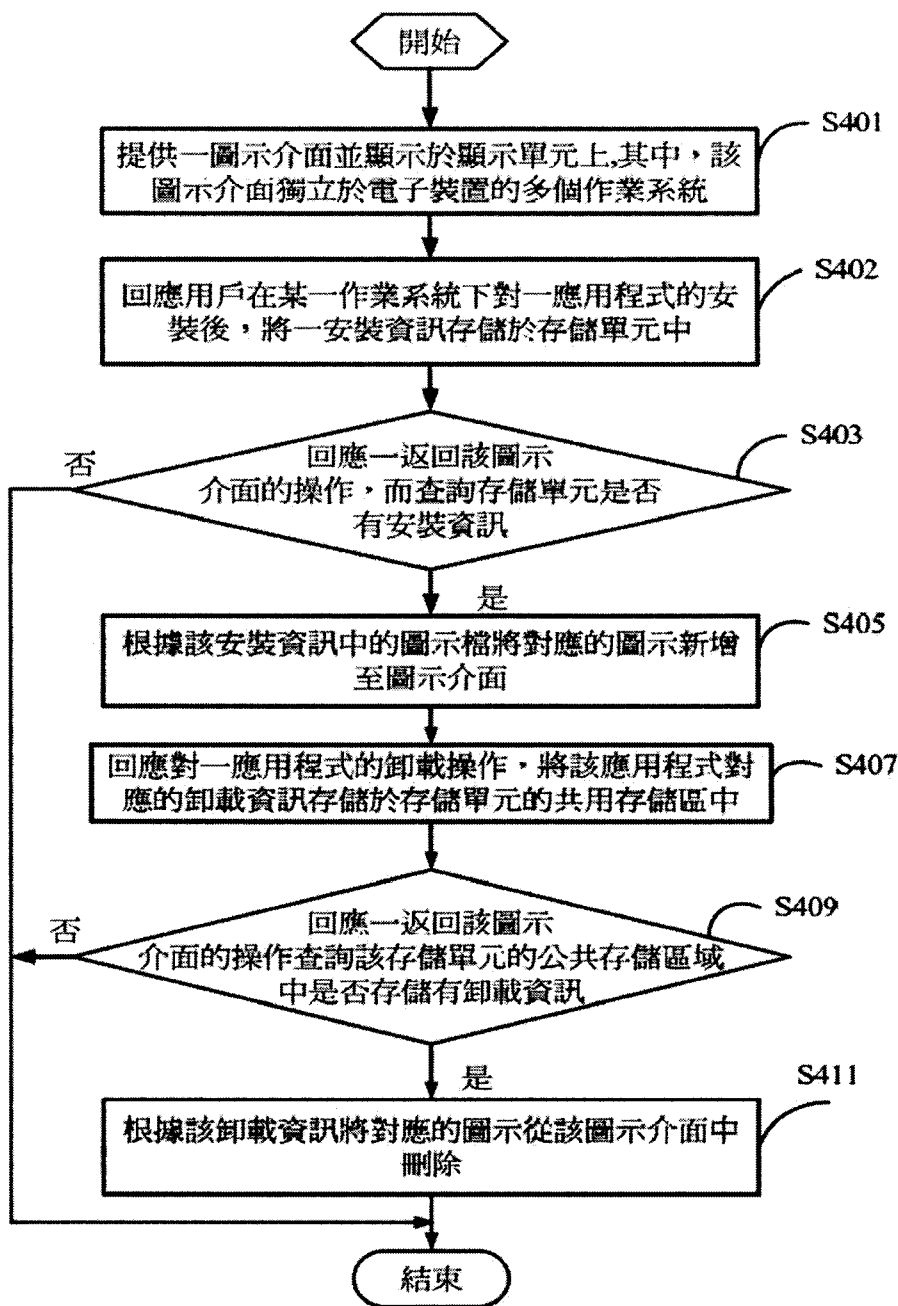 開始
S401
提供一圖示介面並顯示於顯示單元上,其中,該
圖示介面獨立於電子裝置的多個作業系統
S402
回應用戶在某一作業系統下對一應用程式的安
裝後,將一安裝資訊存儲於存儲單元中
S403
否
回應一返回該圖示
介面的操作,而查詢存儲單元是否
有安裝資訊
是
S405
根據該安裝資訊中的圖示檔將對應的圖示新增
至圖示介面
S407
回應對一應用程式的卸載操作,將該應用程式對
應的卸載資訊存儲於存儲單元的共用存儲區中
S409
否
回應一返回該圖示
介面的操作查詢該存儲單元的公共存儲區域
中是否存儲有卸載資訊
是
S411
根據該卸載資訊將對應的圖示從該圖示介面中
刪除
結束